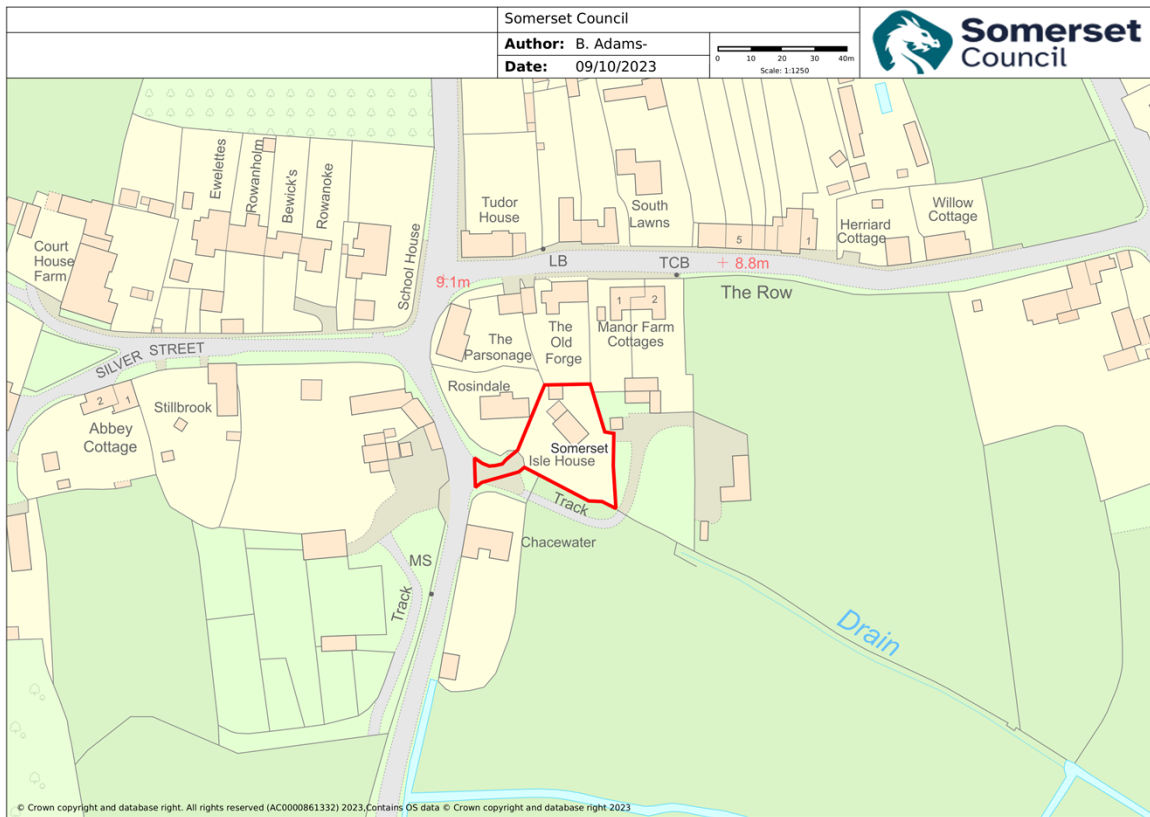 Somerset Council
Author: B. Adams-
Date: 09/10/2023
0 10 20 30 40m
Scale: 1:1250
Somerset
Council
Ewelettes
Rowanholm
Bewick's
Rowanoke
School House
Court
House
Farm
Tudor
House
South
Lawns
5
1
Herriard
Cottage
Willow
Cottage
LB
TCB
+ 8.8m
9.1m
The Row
SILVER STREET
The
Parsonage
The
Old
Forge
1
2
Manor Farm
Cottages
Rosindale
2
1
Abbey
Cottage
Stillbrook
Somerset
Isle House
Track
Chacewater
MS
Track
Drain
© Crown copyright and database right. All rights reserved (AC0000861332) 2023,Contains OS data © Crown copyright and database right 2023